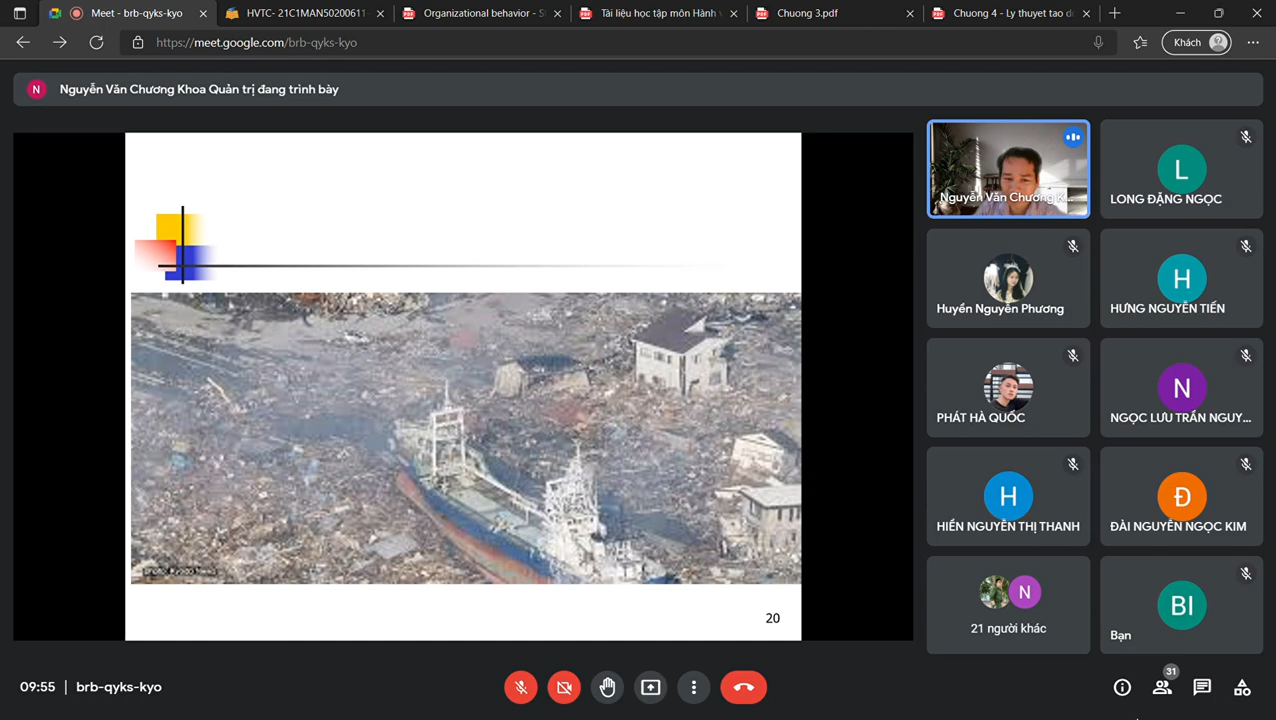 Meet - brb-qyks-kyo
HVTC- 21C1MAN50200611
Organizational behavior - S
Tài liệu học tập môn Hành v
Chuong 3.pdf
Chuong 4 - Ly thuyet tao d
https://meet.google.com/brb-qyks-kyo
Khách
N
Nguyễn Văn Chương Khoa Quản trị đang trình bày
Nguyễn Văn Chương K...
L
LONG ĐẶNG NGỌC
Huyền Nguyễn Phương
H
HƯNG NGUYỄN TIẾN
PHÁT HÀ QUỐC
N
NGỌC LƯU TRẦN NGUY...
H
HIỀN NGUYỄN THỊ THANH
Đ
ĐÀI NGUYỄN NGỌC KIM
N
21 người khác
BI
Bạn
20
09:55
brb-qyks-kyo
31